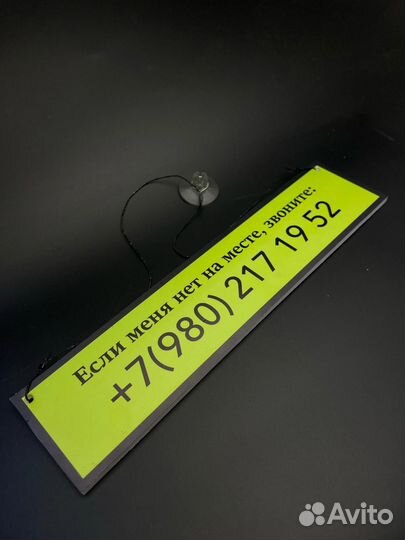 Если меня нет на месте, звоните:
+7(980) 217 19 52
Avito